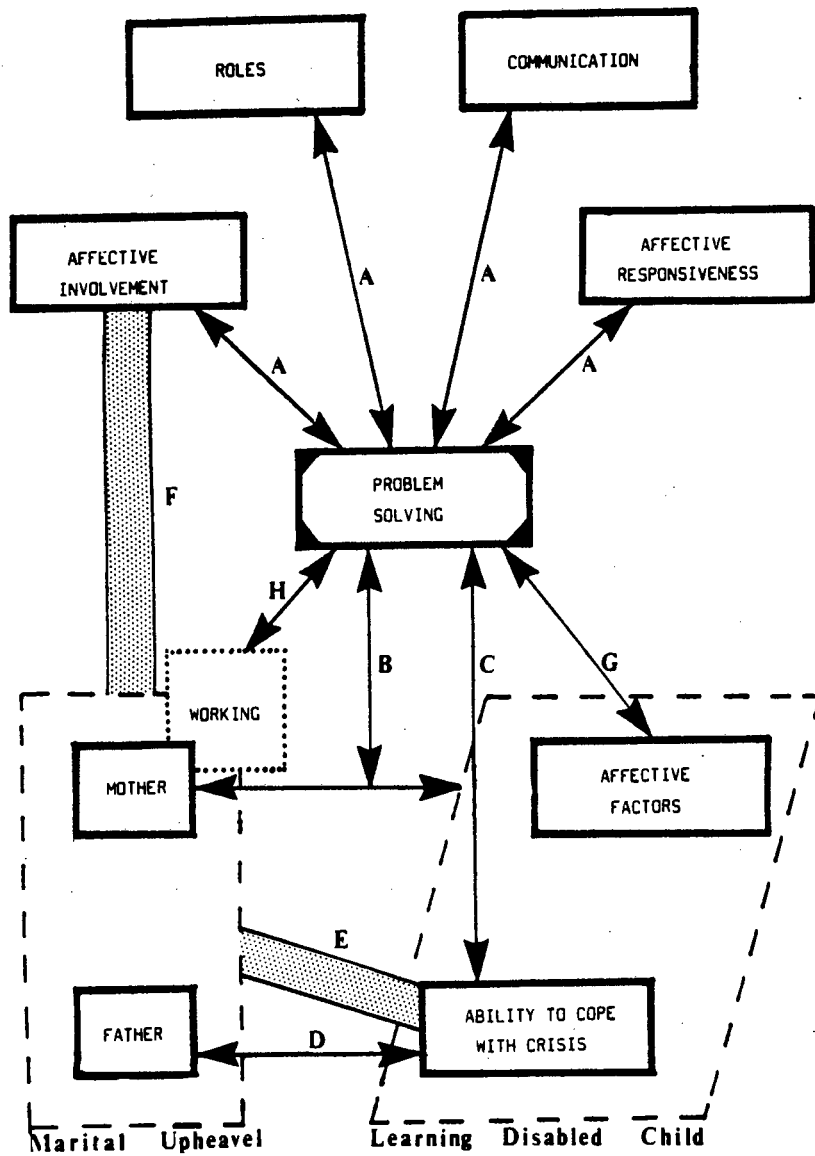 ROLES
COMMUNICATION
AFFECTIVE
INVOLVEMENT
AFFECTIVE
RESPONSIVENESS
A
A
A
A
PROBLEM
SOLVING
F
H
B
C
G
WORKING
MOTHER
AFFECTIVE
FACTORS
E
FATHER
D
ABILITY TO COPE
WITH CRISIS
Marital Upheavel
Learning Disabled Child